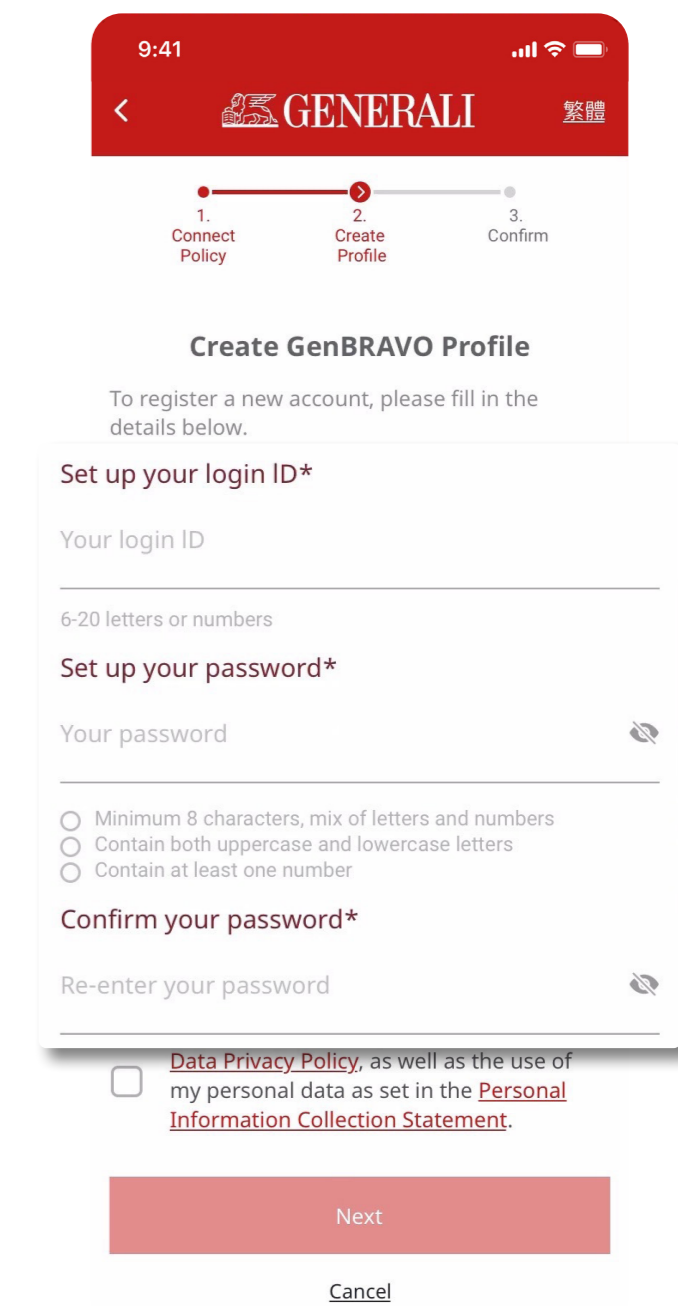 9:41
GENERALI
繁體
1.
Connect
Policy
2.
Create
Profile
3.
Confirm
Create GenBRAVO Profile
To register a new account, please fill in the
details below.
Set up your login lD*
Your login lD
6-20 letters or numbers
Set up your password*
Your password
Minimum 8 characters, mix of letters and numbers
Contain both uppercase and lowercase letters
Contain at least one number
Confirm your password*
Re-enter your password
Data Privacy Policy, as well as the use of
my personal data as set in the Personal
Information Collection Statement.
Next
Cancel